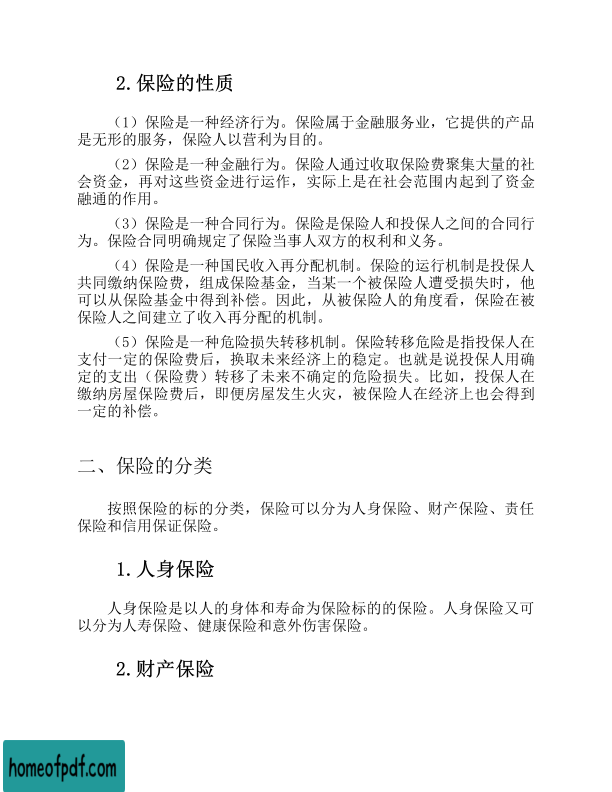 2.保险的性质
（1）保险是一种经济行为。保险属于金融服务业，它提供的产品
是无形的服务，保险人以营利为目的。
（2）保险是一种金融行为。保险人通过收取保险费聚集大量的社
会资金，再对这些资金进行运作，实际上是在社会范围内起到了资金
融通的作用。
（3）保险是一种合同行为。保险是保险人和投保人之间的合同行
为。保险合同明确规定了保险当事人双方的权利和义务。
（4）保险是一种国民收入再分配机制。保险的运行机制是投保人
共同缴纳保险费，组成保险基金，当某一个被保险人遭受损失时，他
可以从保险基金中得到补偿。因此，从被保险人的角度看，保险在被
保险人之间建立了收入再分配的机制。
（5）保险是一种危险损失转移机制。保险转移危险是指投保人在
支付一定的保险费后，换取未来经济上的稳定。也就是说投保人用确
定的支出（保险费）转移了未来不确定的危险损失。比如，投保人在
缴纳房屋保险费后，即便房屋发生火灾，被保险人在经济上也会得到
一定的补偿。
二、保险的分类
按照保险的标的分类，保险可以分为人身保险、财产保险、责任
保险和信用保证保险。
1.人身保险
人身保险是以人的身体和寿命为保险标的的保险。人身保险又可
以分为人寿保险、健康保险和意外伤害保险。
2.财产保险
homeofpdf.com